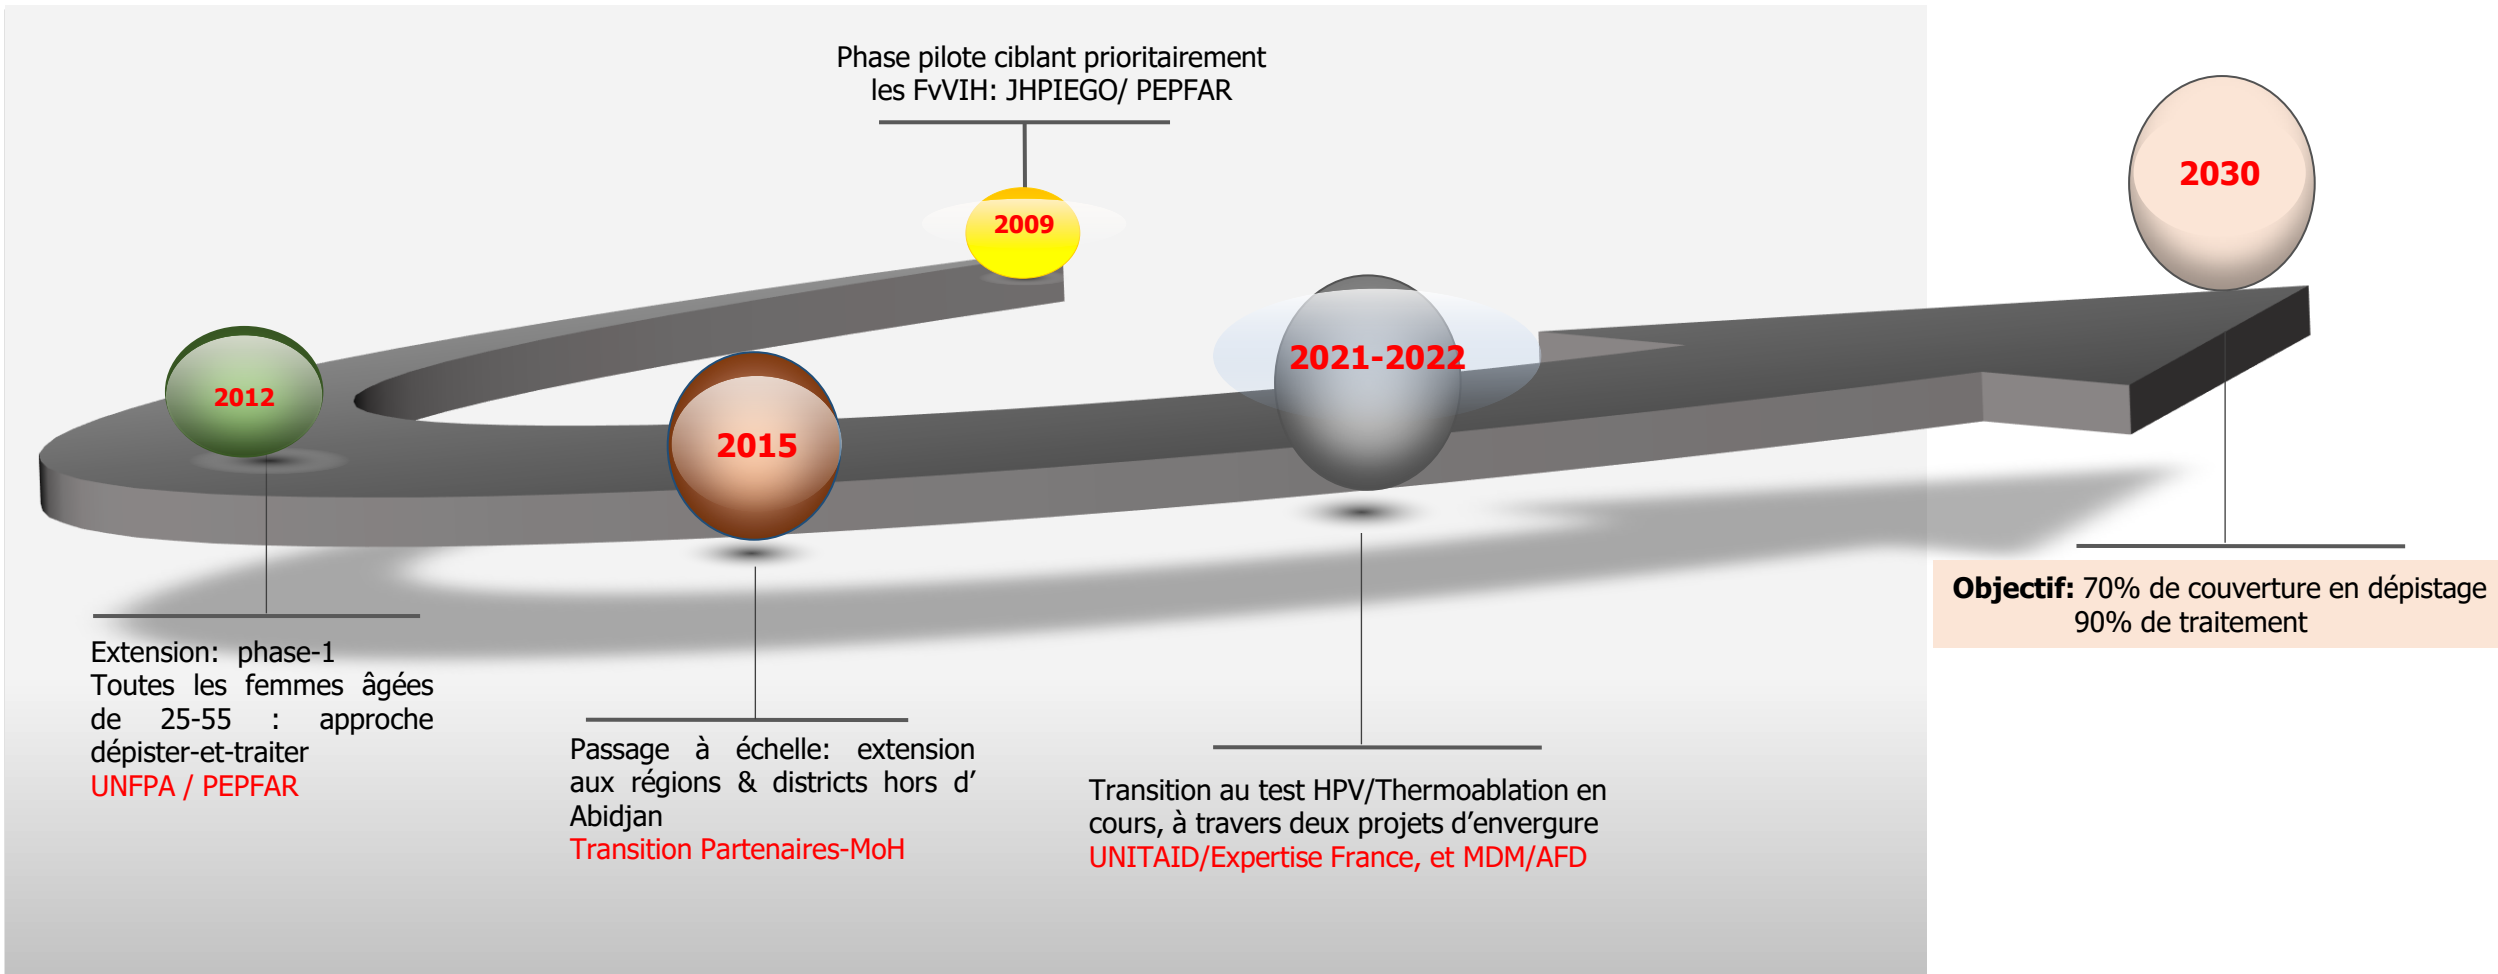 Phase pilote ciblant prioritairement
les FvVIH: JHPIEGO/ PEPFAR
2009
2012
Extension: phase-1
Toutes les femmes âgées
de 25-55 : approche
dépister-et-traiter
UNFPA / PEPFAR
2015
Passage à échelle: extension
aux régions & districts hors d’
Abidjan
Transition Partenaires-MoH
2021-2022
Transition au test HPV/Thermoablation en
cours, à travers deux projets d’envergure
UNITAID/Expertise France, et MDM/AFD
2030
Objectif: 70% de couverture en dépistage
90% de traitement